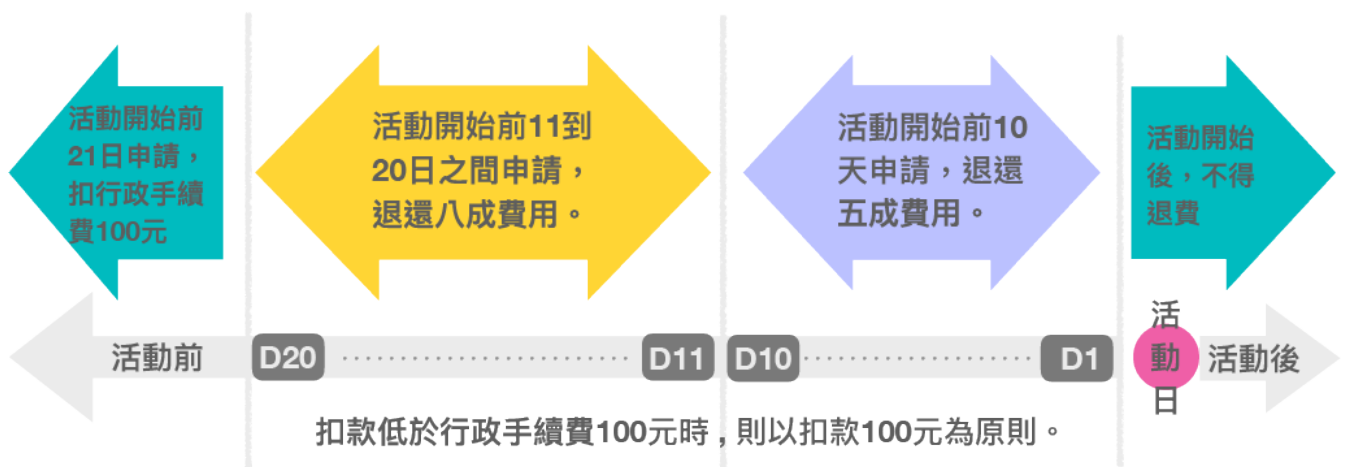 活動開始前
21日申請，
扣行政手續
費100元
活動開始前11到
20日之間申請，
退還八成費用。
活動開始前10
天申請，退還
五成費用。
活動開始
後，不得
退費
活動前
D20
D11
D10
D1
活
動
日
活動後
扣款低於行政手續費100元時 , 則以扣款100元為原則。